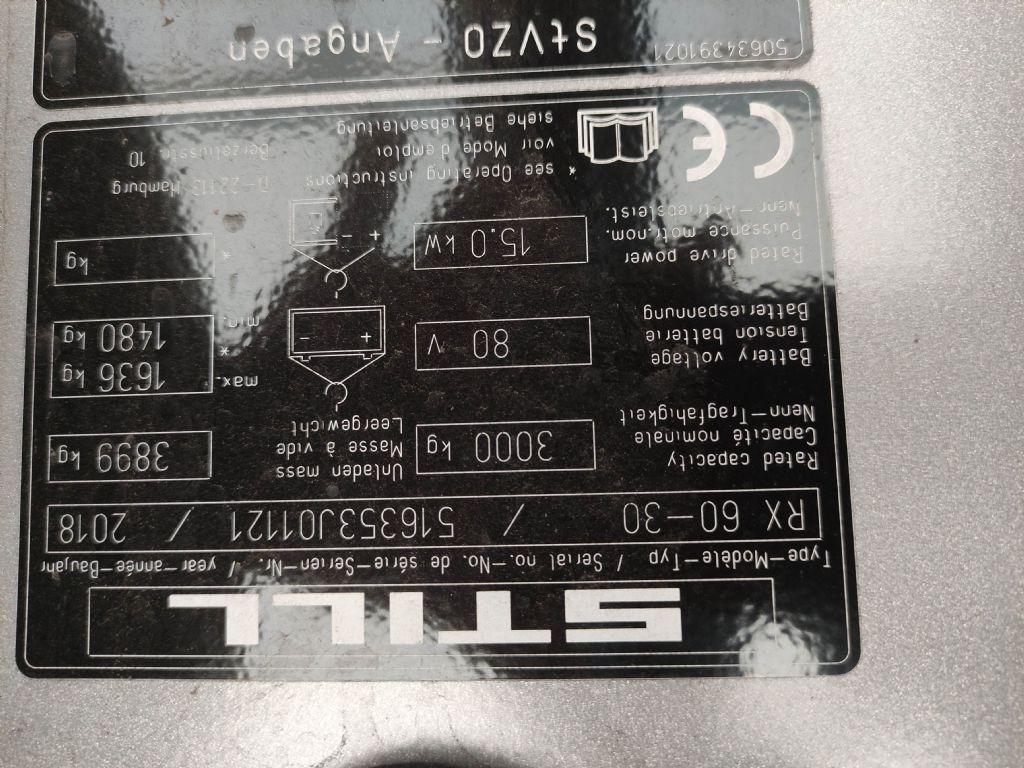 STILL
Type-Modèle-Typ / Serial no.-No. de série-Serien-Nr. / year-année-Baujahr
RX 60-30 / 516353J01121 / 2018
Rated capacity
Capacité nominale
Nenn-Tragfähigkeit
3000 kg
Unladen mass
Masse à vide
Leergewicht
3899 kg
Battery voltage
Tension batterie
Batteriespannung
80 V
+ -
max.
*
min.
1636 kg
1480 kg
Rated drive power
Puissance motr.nom.
Nenn-Antriebsleist.
15.0 kW
+ -
*
kg
CE
* see Operating instructions
voir Mode d'emploi
siehe Betriebsanleitung
D-22113 Hamburg
Berzeliusstr. 10
50634391021
StVZO - Angaben